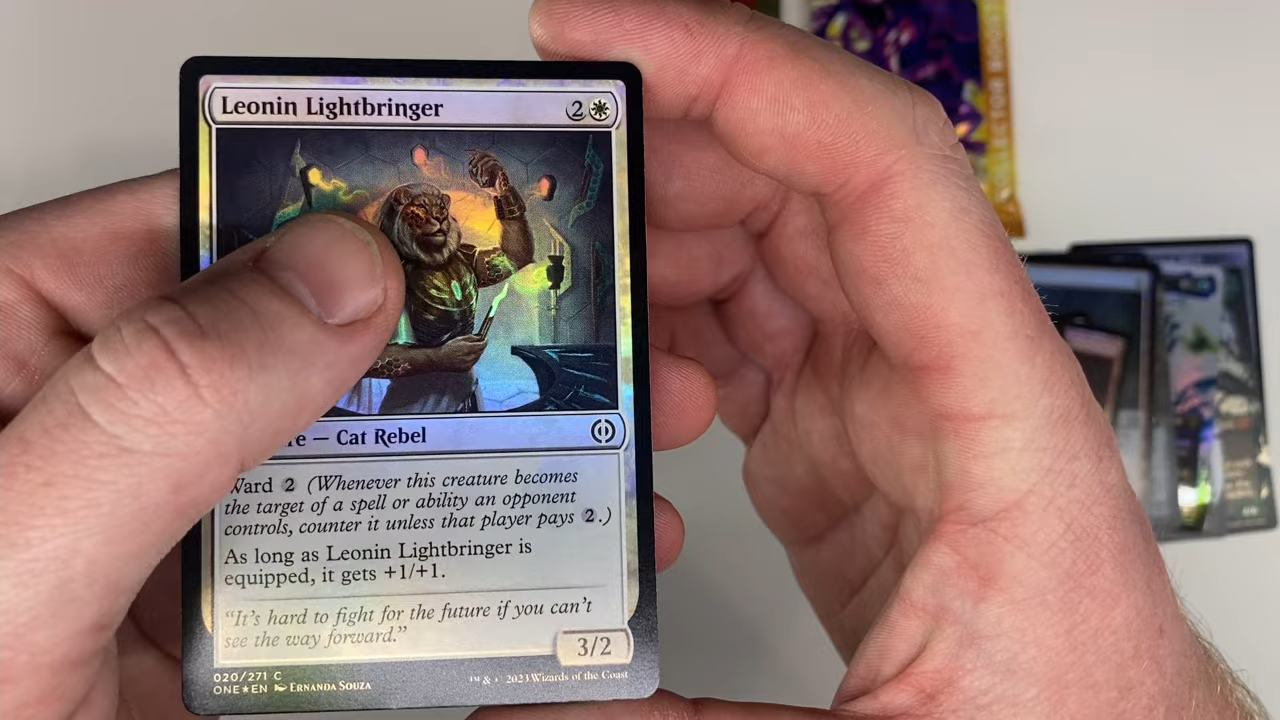 Leonin Lightbringer 2
re — Cat Rebel
Ward 2 (Whenever this creature becomes
the target of a spell or ability an opponent
controls, counter it unless that player pays 2.)
As long as Leonin Lightbringer is
equipped, it gets +1/+1.
“It’s hard to fight for the future if you can’t
see the way forward.”
3/2
020/271 C
ONE★EN Ernanda Souza
™ & © 2023 Wizards of the Coast